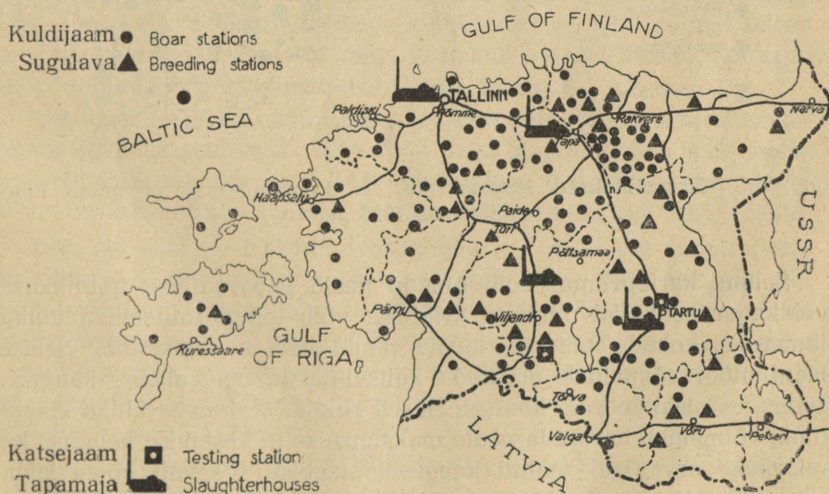 GULF OF FINLAND
Kuldijaam Boar stations
Sugulava Breeding stations
BALTIC SEA
TALLINN
Paldiski
Nõmme
Narva
Rakvere
Tapa
Haapsalu
USSR
Paide
Türi
Põltsamaa
Pärnu
Viljandi
TARTU
GULF
OF RIGA
Kuressaare
Tõrva
Valga
Võru
Petseri
LATVIA
Katsejaam Testing station
Tapamaja Slaughterhouses